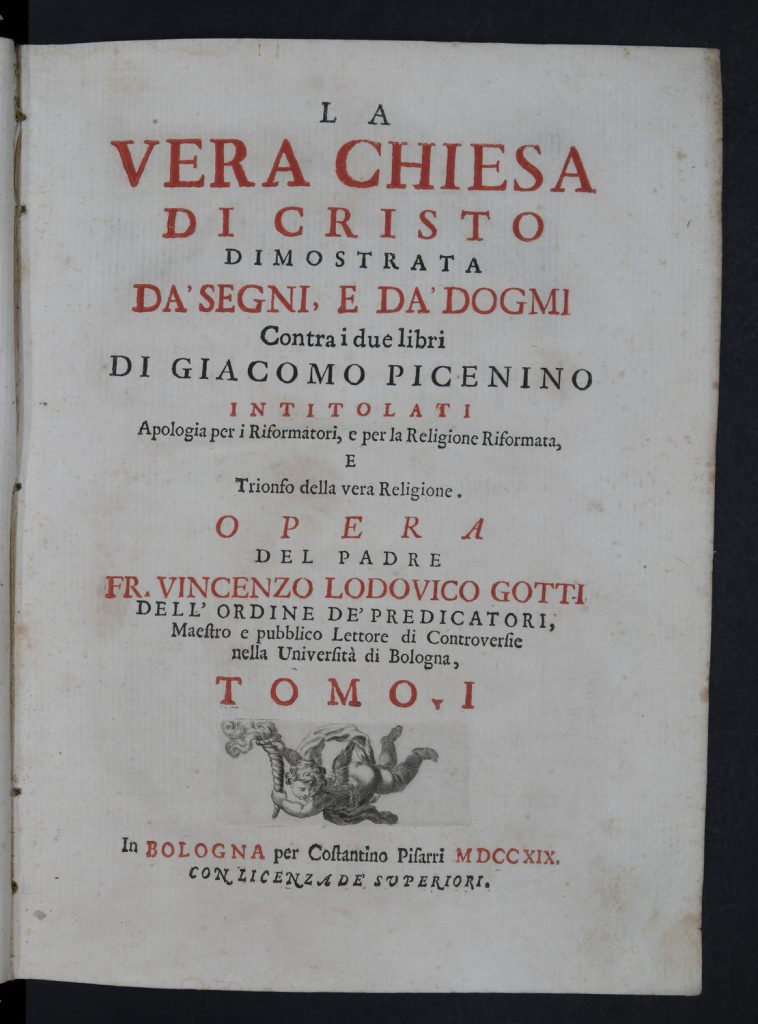 LA
VERA CHIESA
DI CRISTO
DIMOSTRATA
DA' SEGNI, E DA' DOGMI
Contra i due libri
DI GIACOMO PICENINO
INTITOLATI
Apologia per i Riformatori, e per la Religione Riformata,
E
Trionfo della vera Religione.
OPERA
DEL PADRE
FR. VINCENZO LODOVICO GOTTI
DELL' ORDINE DE' PREDICATORI,
Maeſtro e pubblico Lettore di Controverſie
nella Univerſità di Bologna,
TOMO. I
In BOLOGNA per Coſtantino Piſarri MDCCXIX.
CON LICENZA DE' SVPERIORI.